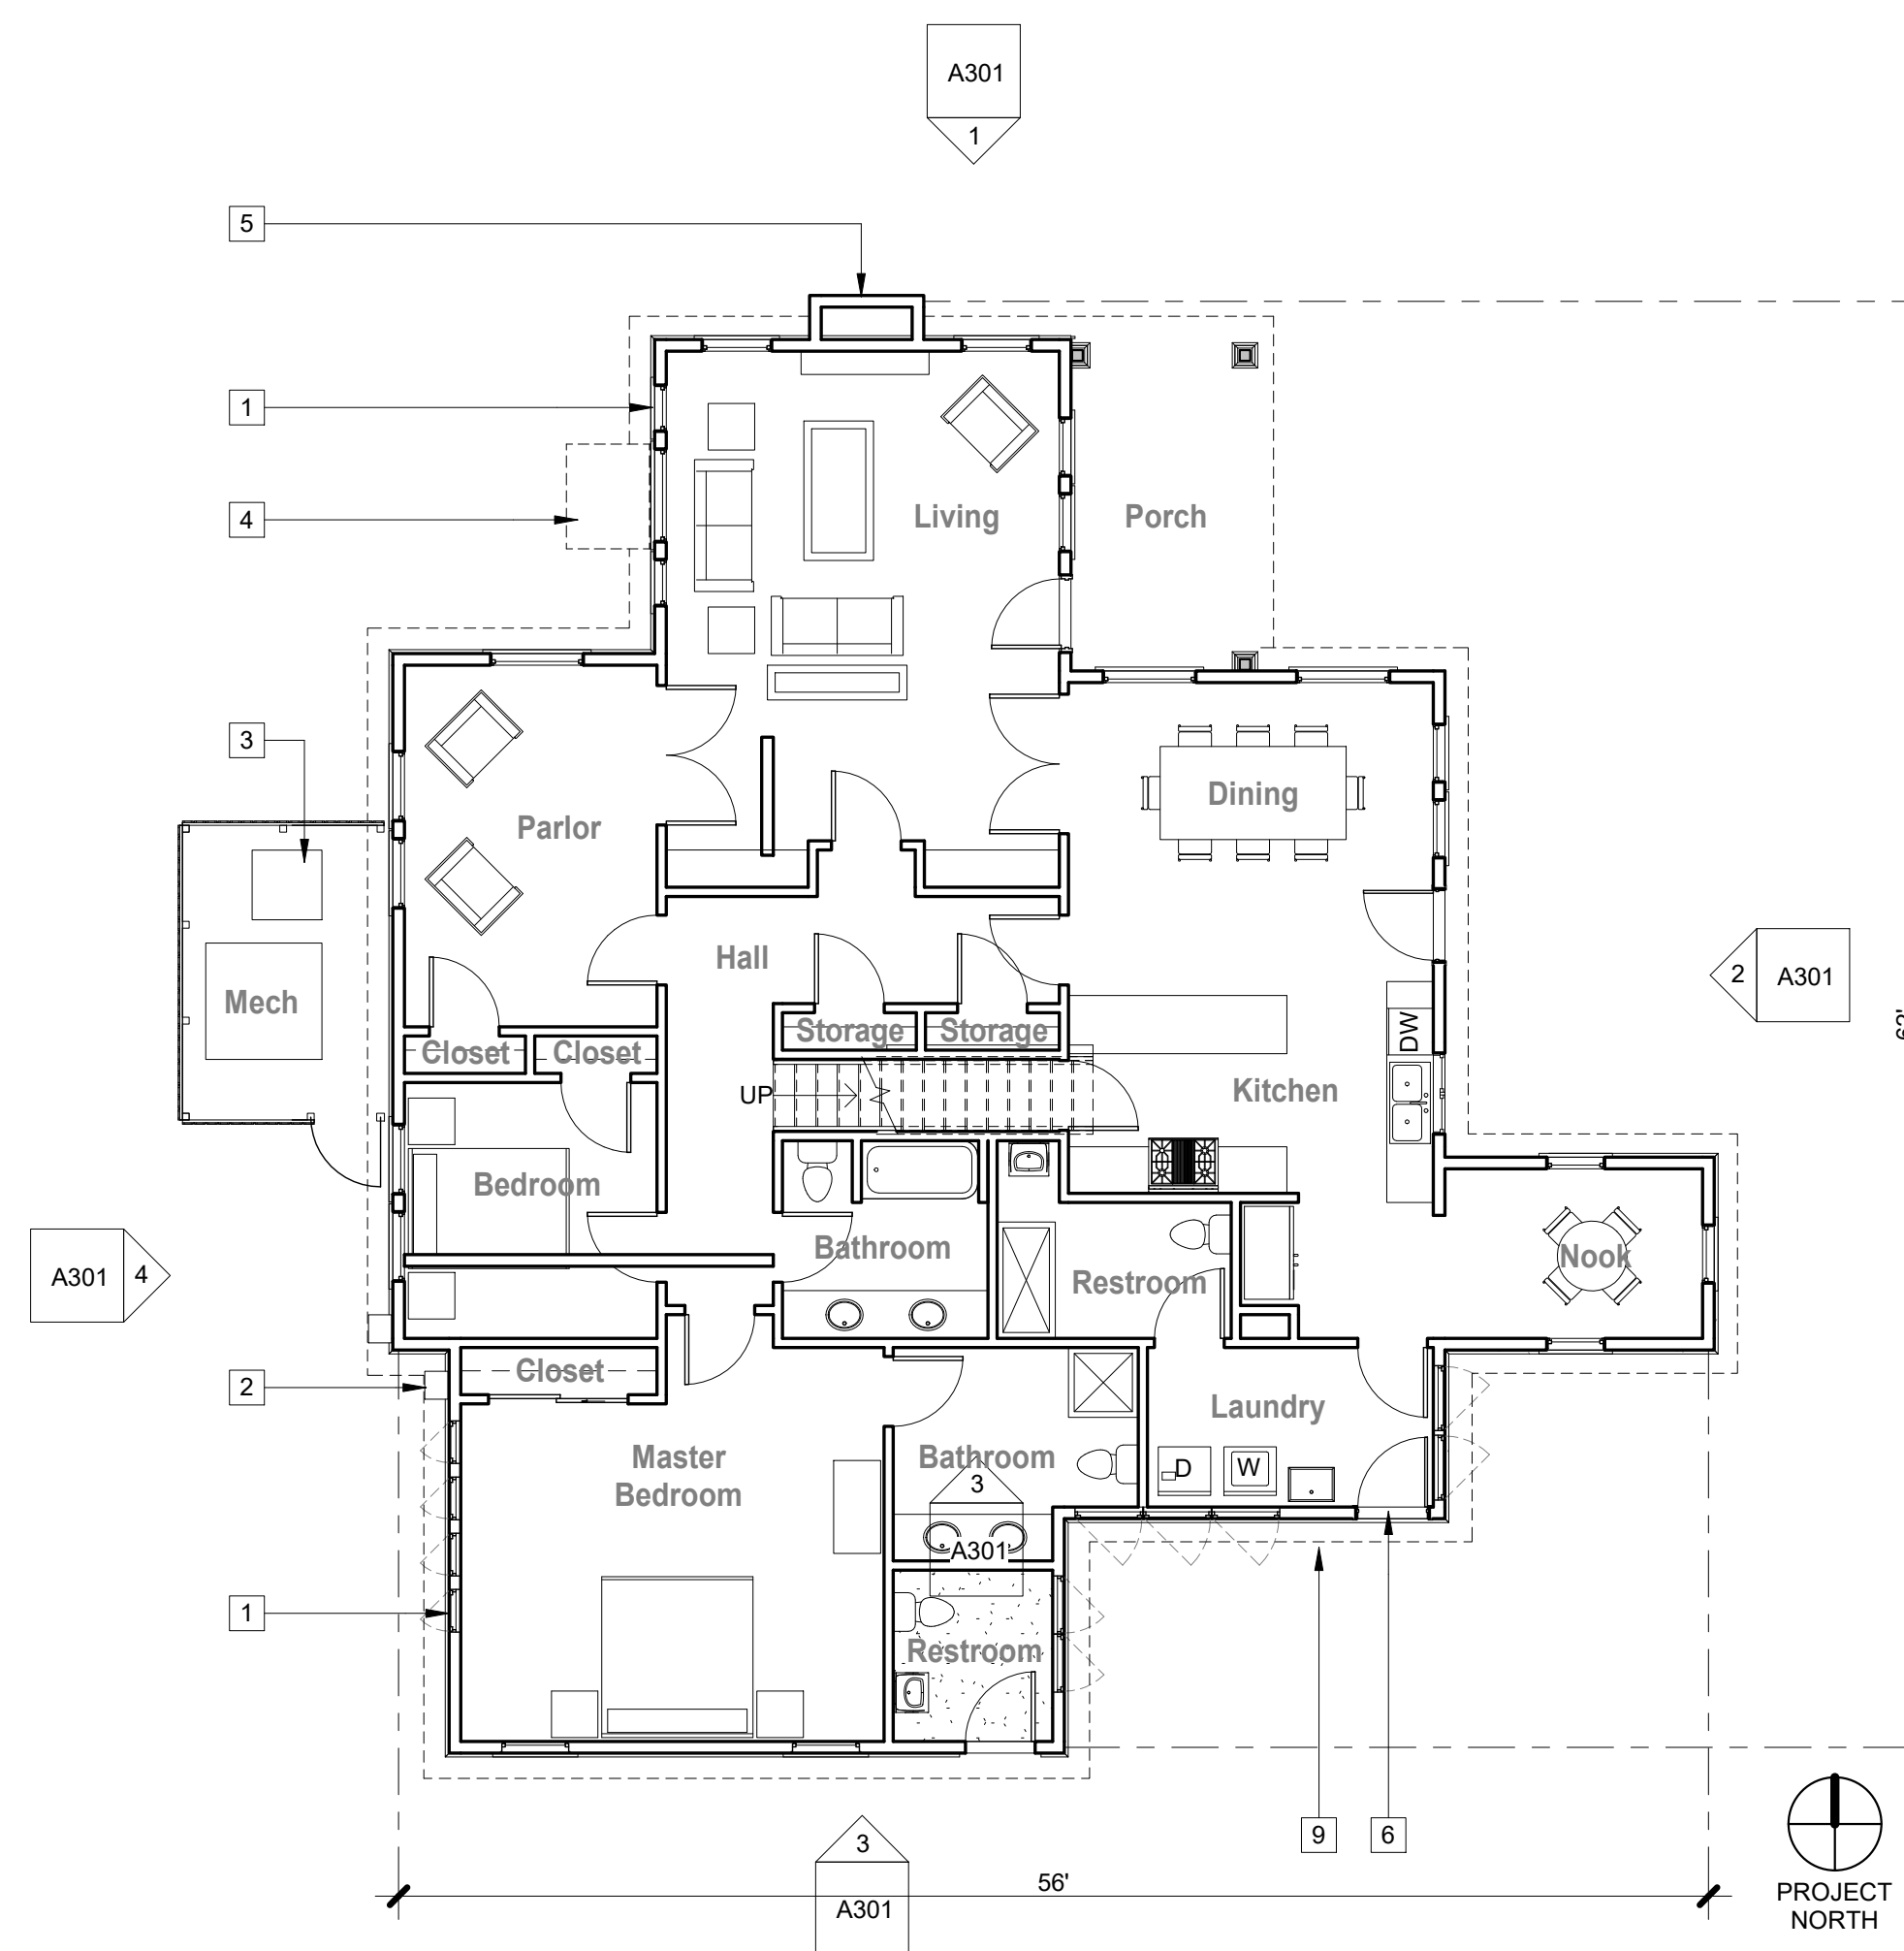 A301
1
5
1
4
Living
Porch
3
Dining
Parlor
Hall
Mech
2
A301
62'
Storage
Storage
DW
Closet
Closet
UP
Kitchen
Bedroom
Bathroom
Nook
A301
4
Restroom
Closet
2
Laundry
Master
Bedroom
Bathroom
D
W
3
A301
1
Restroom
9
6
3
A301
56'
PROJECT
NORTH